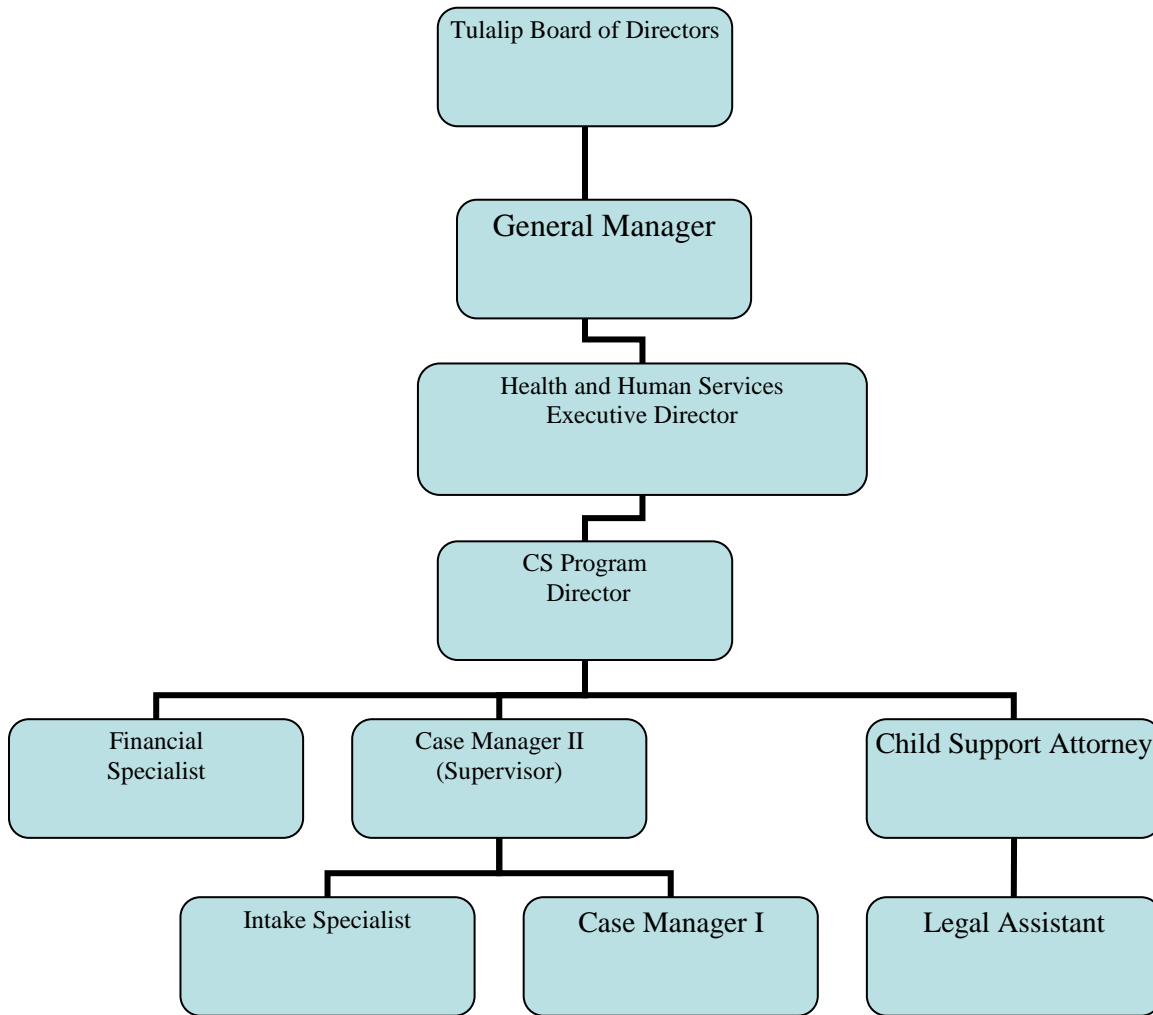 Tulalip Board of Directors
General Manager
Health and Human Services
Executive Director
CS Program
Director
Financial
Specialist
Case Manager II
(Supervisor)
Child Support Attorney
Intake Specialist
Case Manager I
Legal Assistant